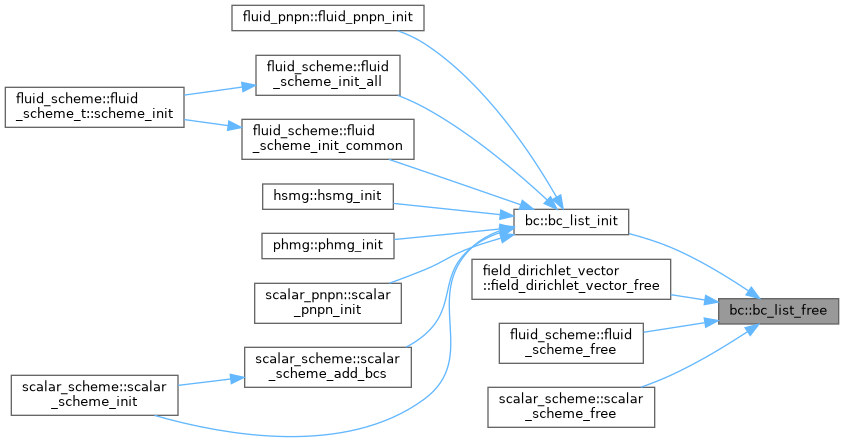 fluid_pnpn::fluid_pnpn_init
fluid_scheme::fluid
_scheme_init_all
fluid_scheme::fluid
_scheme_t::scheme_init
fluid_scheme::fluid
_scheme_init_common
hsmg::hsmg_init
bc::bc_list_init
phmg::phmg_init
field_dirichlet_vector
::field_dirichlet_vector_free
scalar_pnpn::scalar
_pnpn_init
bc::bc_list_free
fluid_scheme::fluid
_scheme_free
scalar_scheme::scalar
_scheme_add_bcs
scalar_scheme::scalar
_scheme_init
scalar_scheme::scalar
_scheme_free